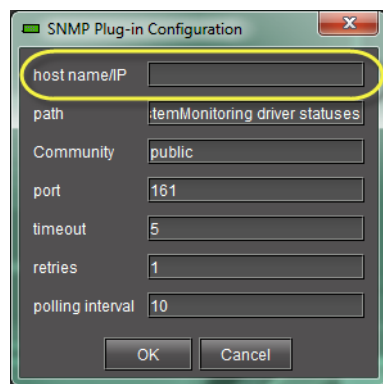 SNMP Plug-in Configuration
host name/IP
path :temMonitoring driver statuses
Community public
port 161
timeout 5
retries 1
polling interval 10
OK Cancel